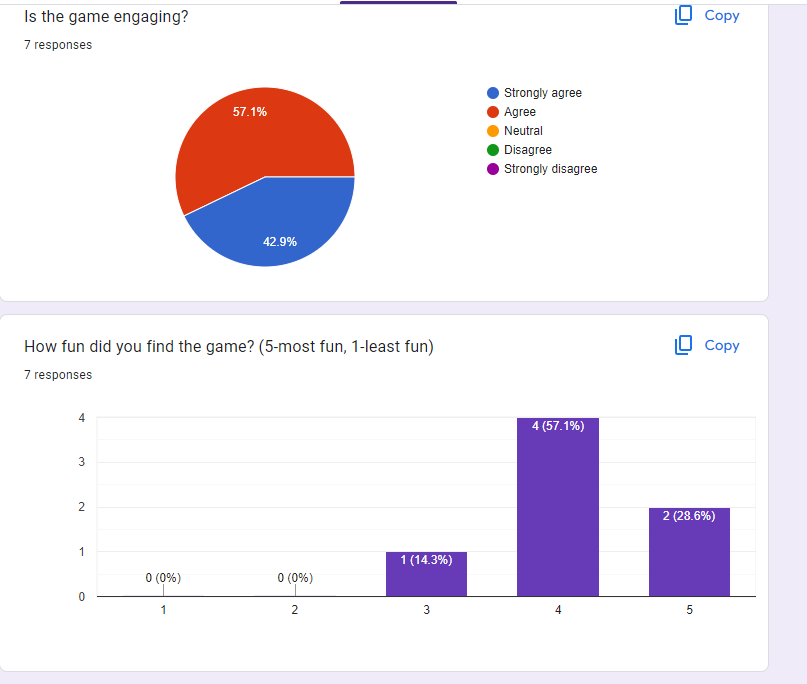 Is the game engaging?
Copy
7 responses
57.1%
42.9%
Strongly agree
Agree
Neutral
Disagree
Strongly disagree
How fun did you find the game? (5-most fun, 1-least fun)
Copy
7 responses
4
3
2
1
0
0 (0%)
0 (0%)
1 (14.3%)
4 (57.1%)
2 (28.6%)
1
2
3
4
5